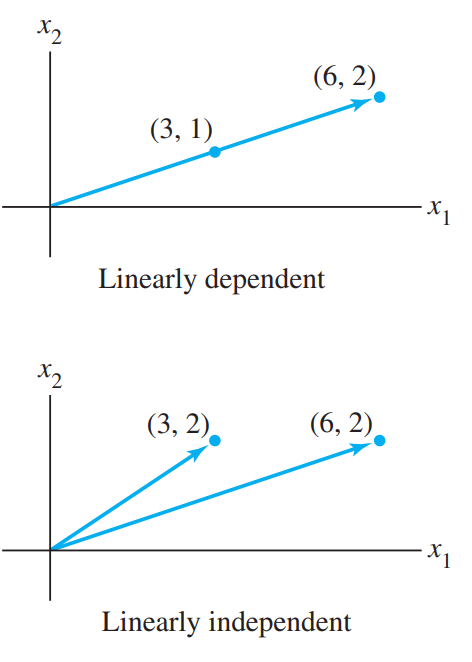 x₂
(6, 2)
(3, 1)
x₁
Linearly dependent
x₂
(3, 2) (6, 2)
x₁
Linearly independent